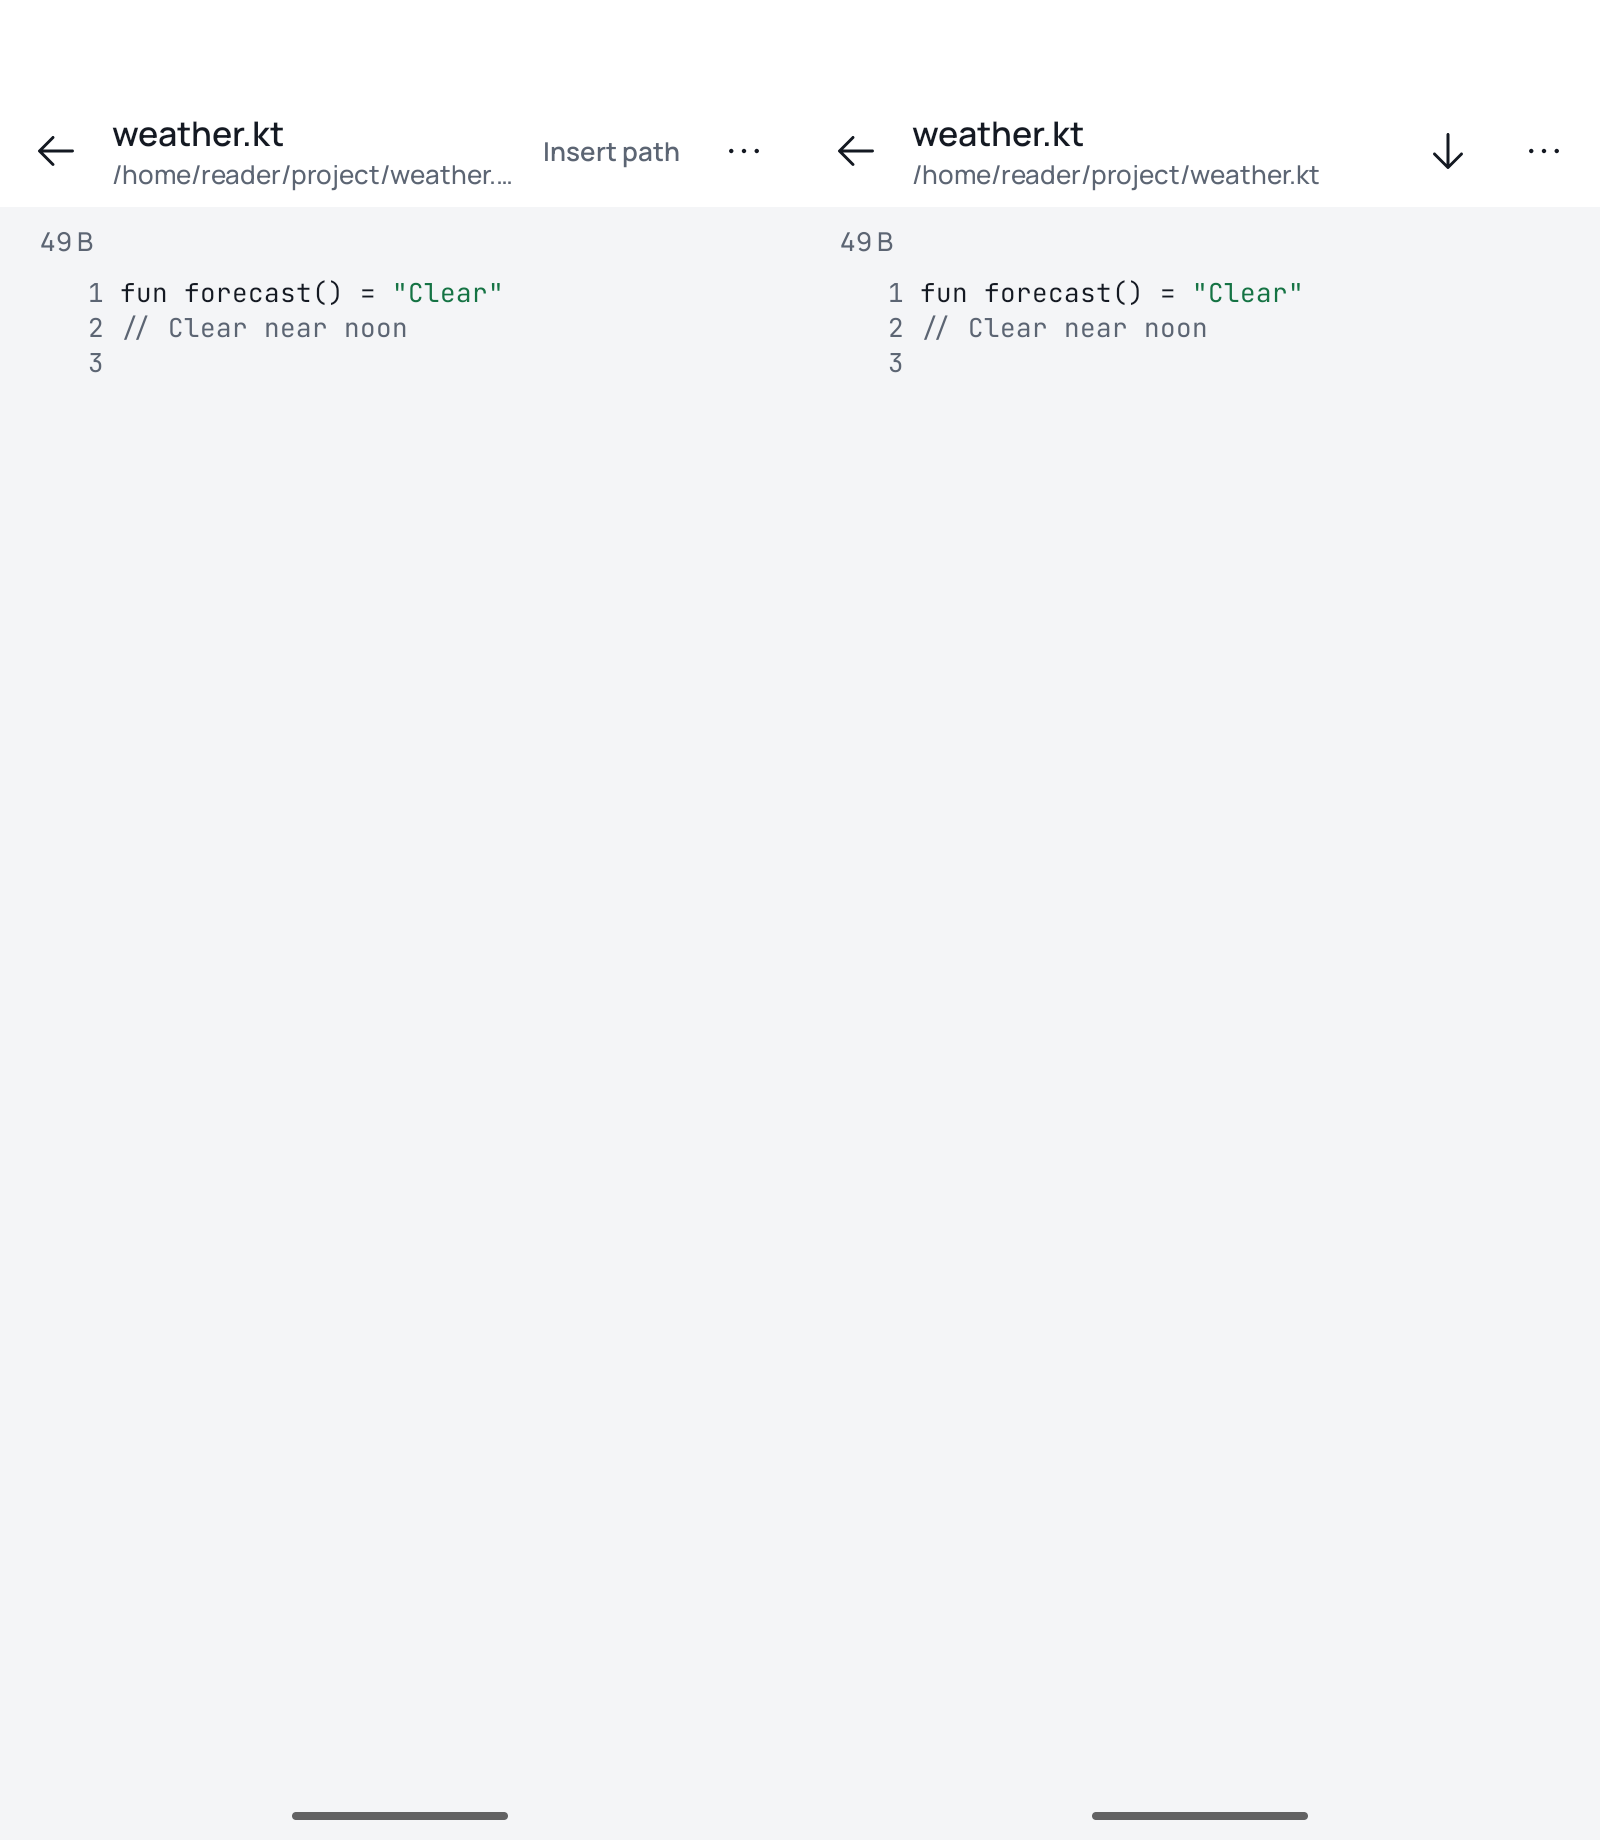 weather.kt
/home/reader/project/weather.…
Insert path
49 B
1 fun forecast() = "Clear"
2 // Clear near noon
3
weather.kt
/home/reader/project/weather.kt
49 B
1 fun forecast() = "Clear"
2 // Clear near noon
3